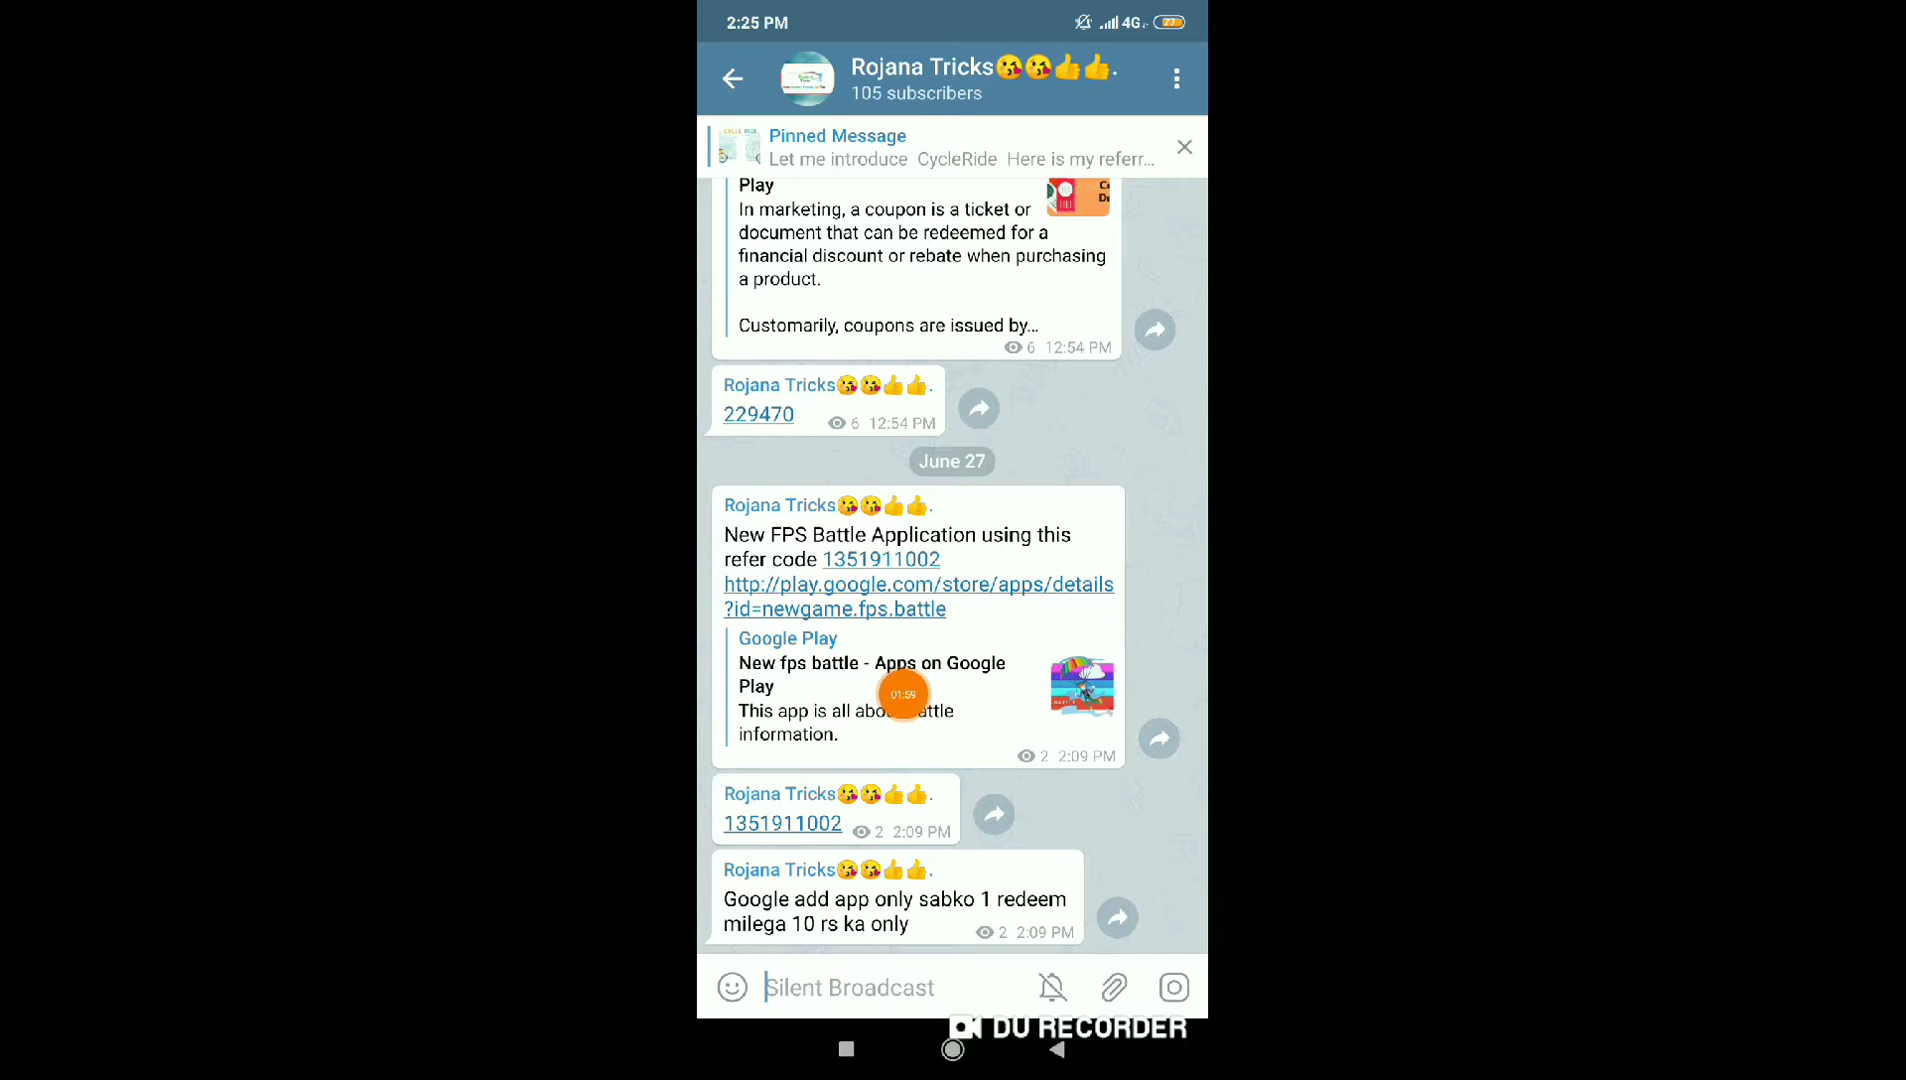 2:25 PM 4G 77
Rojana Tricks😘😘👍👍.
105 subscribers
Pinned Message
Let me introduce CycleRide Here is my referr...
Play
In marketing, a coupon is a ticket or
document that can be redeemed for a
financial discount or rebate when purchasing
a product.
Customarily, coupons are issued by...
6 12:54 PM
Rojana Tricks😘😘👍👍.
229470 6 12:54 PM
June 27
Rojana Tricks😘😘👍👍.
New FPS Battle Application using this
refer code 1351911002
http://play.google.com/store/apps/details
?id=newgame.fps.battle
Google Play
New fps battle - Apps on Google
Play
01:59
This app is all
information.
2 2:09 PM
Rojana Tricks😘😘👍👍.
1351911002 2 2:09 PM
Rojana Tricks😘😘👍👍.
Google add app only sabko 1 redeem
milega 10 rs ka only 2 2:09 PM
Silent Broadcast
DU RECORDER